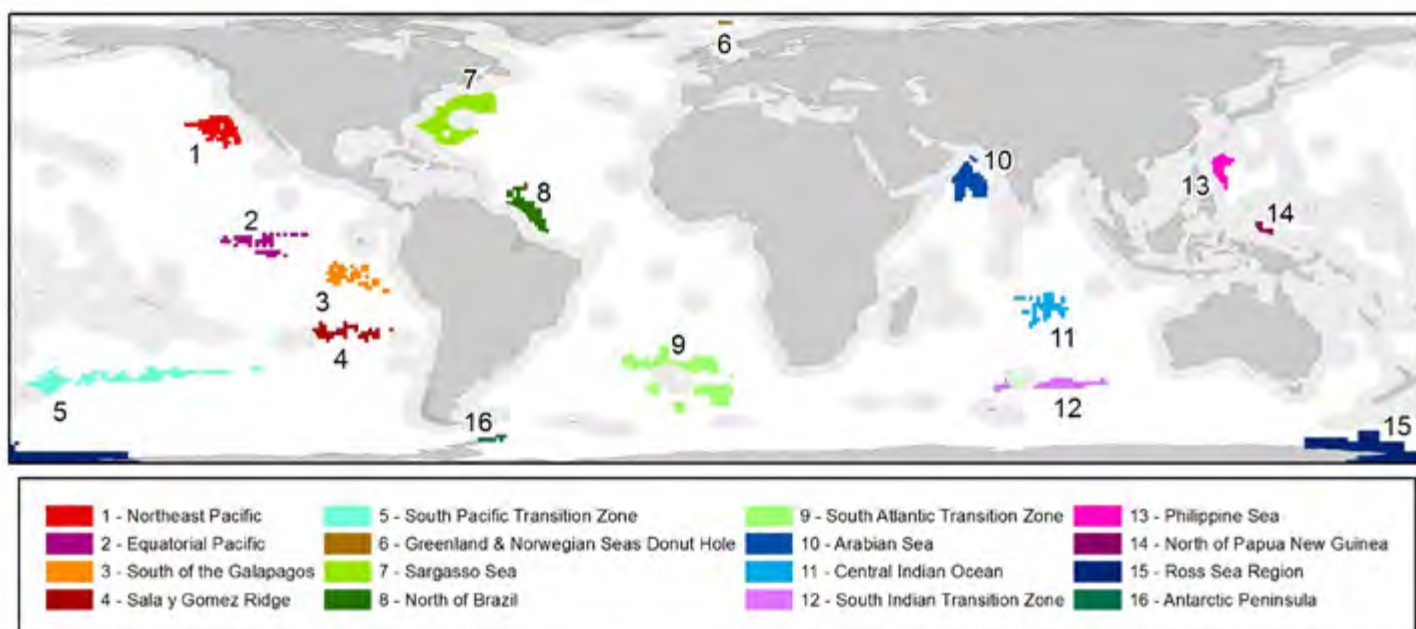 6
7
1
10
13
8
14
2
3
11
4
9
5
12
16
15
1 - Northeast Pacific
2 - Equatorial Pacific
3 - South of the Galapagos
4 - Sala y Gomez Ridge
5 - South Pacific Transition Zone
6 - Greenland & Norwegian Seas Donut Hole
7 - Sargasso Sea
8 - North of Brazil
9 - South Atlantic Transition Zone
10 - Arabian Sea
11 - Central Indian Ocean
12 - South Indian Transition Zone
13 - Philippine Sea
14 - North of Papua New Guinea
15 - Ross Sea Region
16 - Antarctic Peninsula